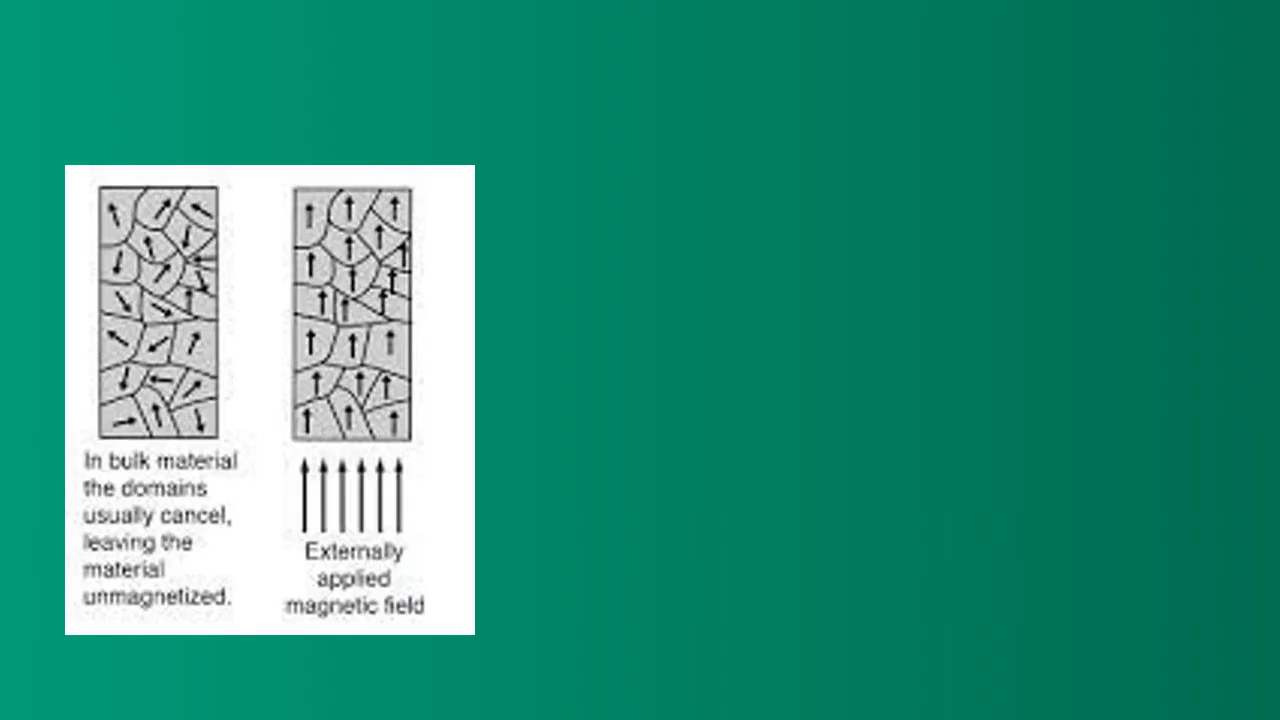 In bulk material
the domains
usually cancel,
leaving the
material
unmagnetized.
Externally
applied
magnetic field